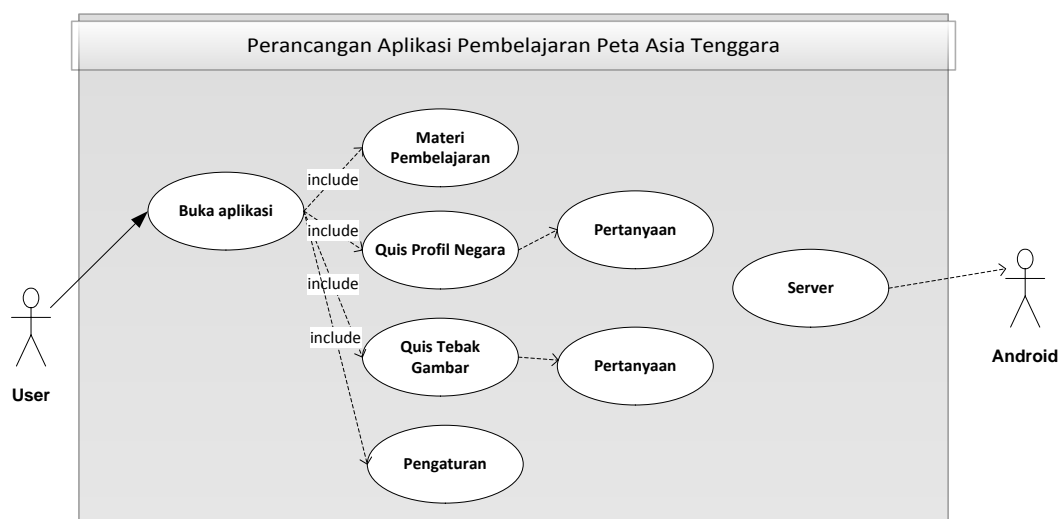 Perancangan Aplikasi Pembelajaran Peta Asia Tenggara
Materi
Pembelajaran
include
Buka aplikasi
include
Quis Profil Negara
Pertanyaan
include
Server
include
Quis Tebak
Gambar
Pertanyaan
User
Android
Pengaturan